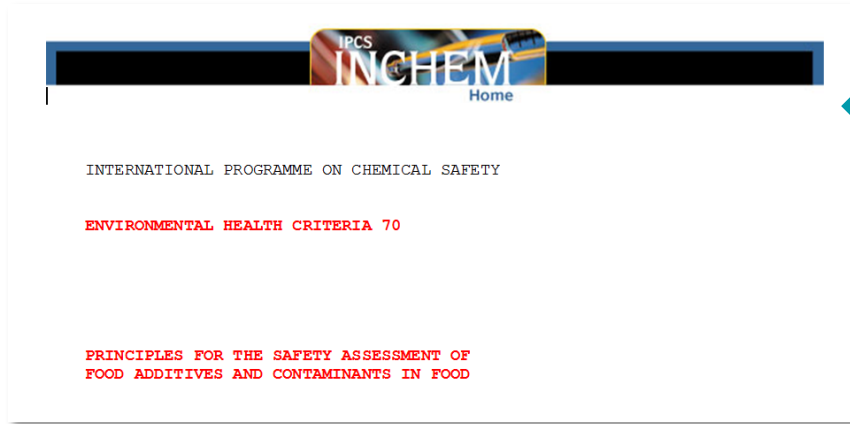 IPCS
INCHEM
Home
INTERNATIONAL PROGRAMME ON CHEMICAL SAFETY
ENVIRONMENTAL HEALTH CRITERIA 70
PRINCIPLES FOR THE SAFETY ASSESSMENT OF
FOOD ADDITIVES AND CONTAMINANTS IN FOOD